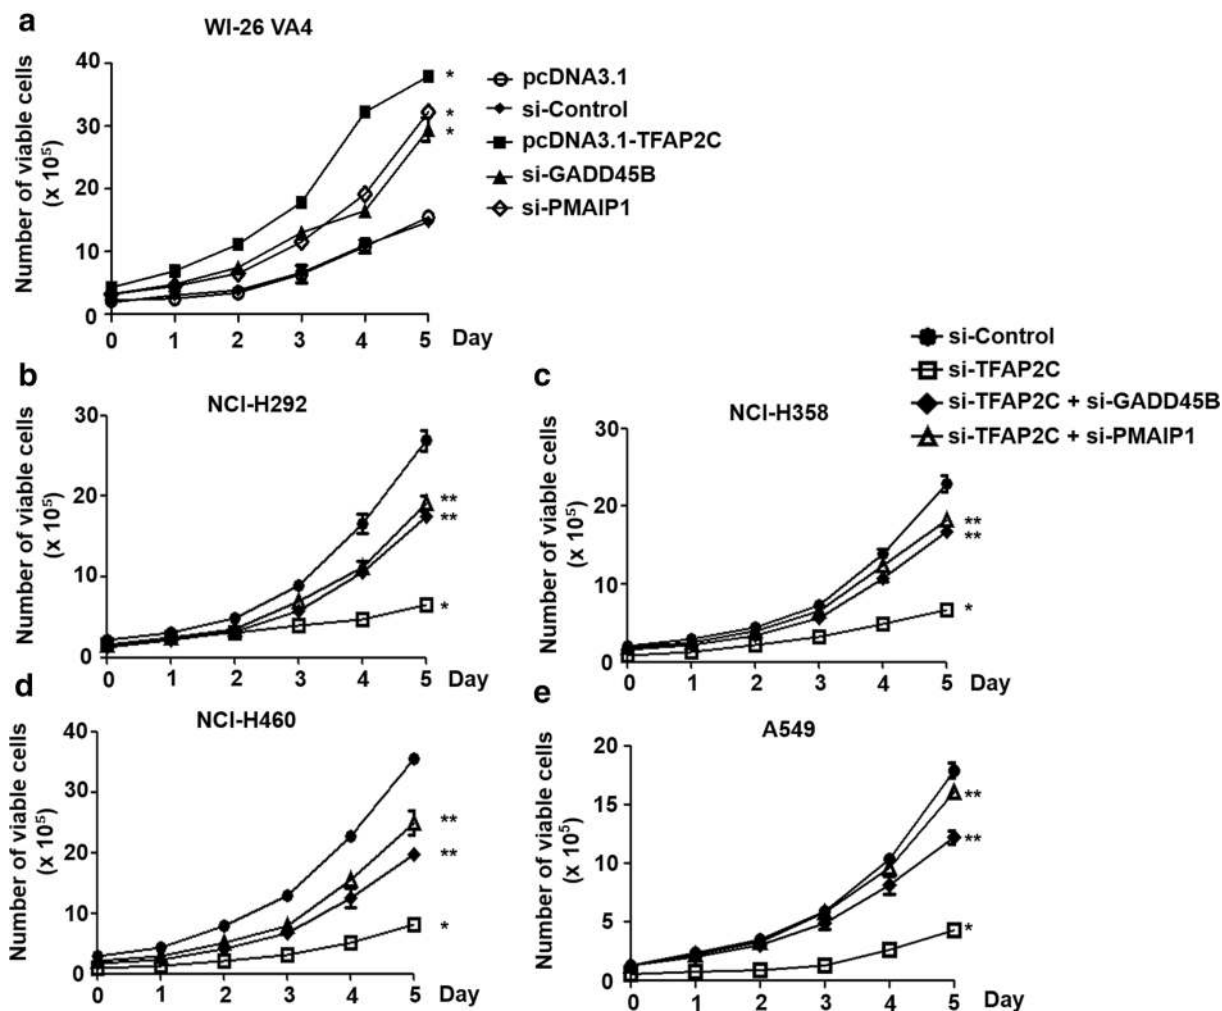 a
WI-26 VA4
Number of viable cells
(x 10⁵)
40
30
20
10
0
0 1 2 3 4 5 Day
*
*
*
pcDNA3.1
si-Control
pcDNA3.1-TFAP2C
si-GADD45B
si-PMAIP1
si-Control
si-TFAP2C
si-TFAP2C + si-GADD45B
si-TFAP2C + si-PMAIP1
b
NCI-H292
Number of viable cells
(x 10⁵)
30
20
10
0
0 1 2 3 4 5 Day
**
**
*
c
NCI-H358
Number of viable cells
(x 10⁵)
30
20
10
0
0 1 2 3 4 5 Day
**
**
*
d
NCI-H460
Number of viable cells
(x 10⁵)
40
30
20
10
0
0 1 2 3 4 5 Day
**
**
*
e
A549
Number of viable cells
(x 10⁵)
20
15
10
5
0
0 1 2 3 4 5 Day
**
**
*